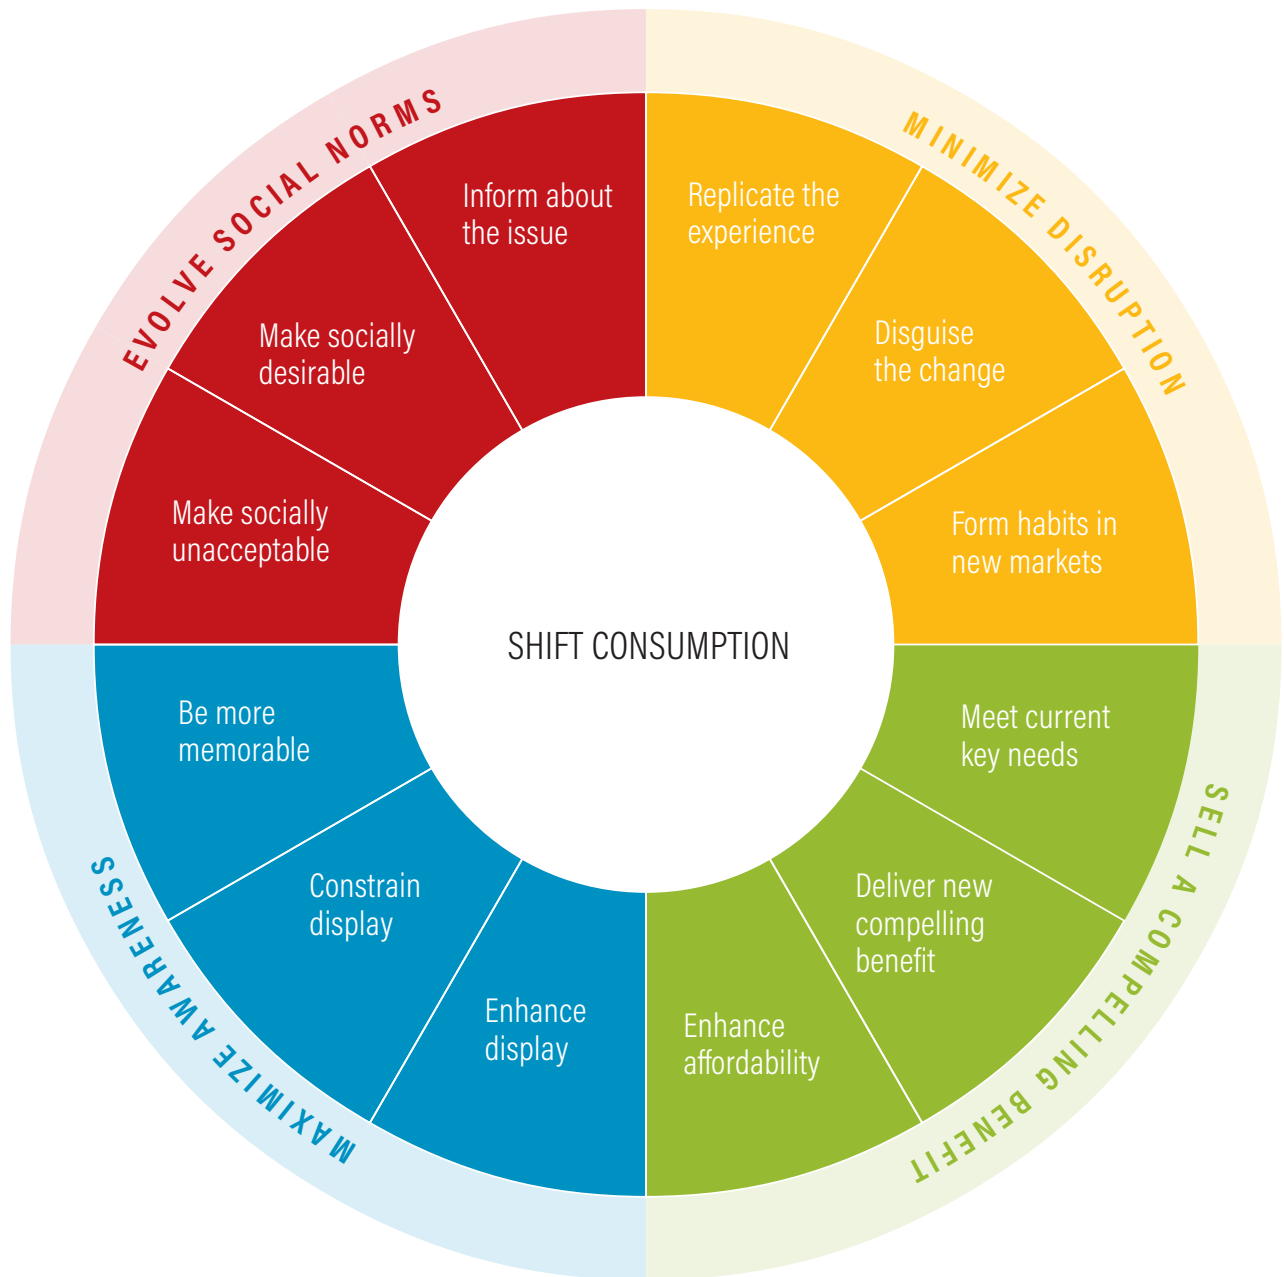 EVOLVE SOCIAL NORMS
Inform about
the issue
Make socially
desirable
Make socially
unacceptable
MINIMIZE DISRUPTION
Replicate the
experience
Disguise
the change
Form habits in
new markets
SHIFT CONSUMPTION
MAXIMIZE AWARENESS
Be more
memorable
Constrain
display
Enhance
display
SELL A COMPELLING BENEFIT
Meet current
key needs
Deliver new
compelling
benefit
Enhance
affordability